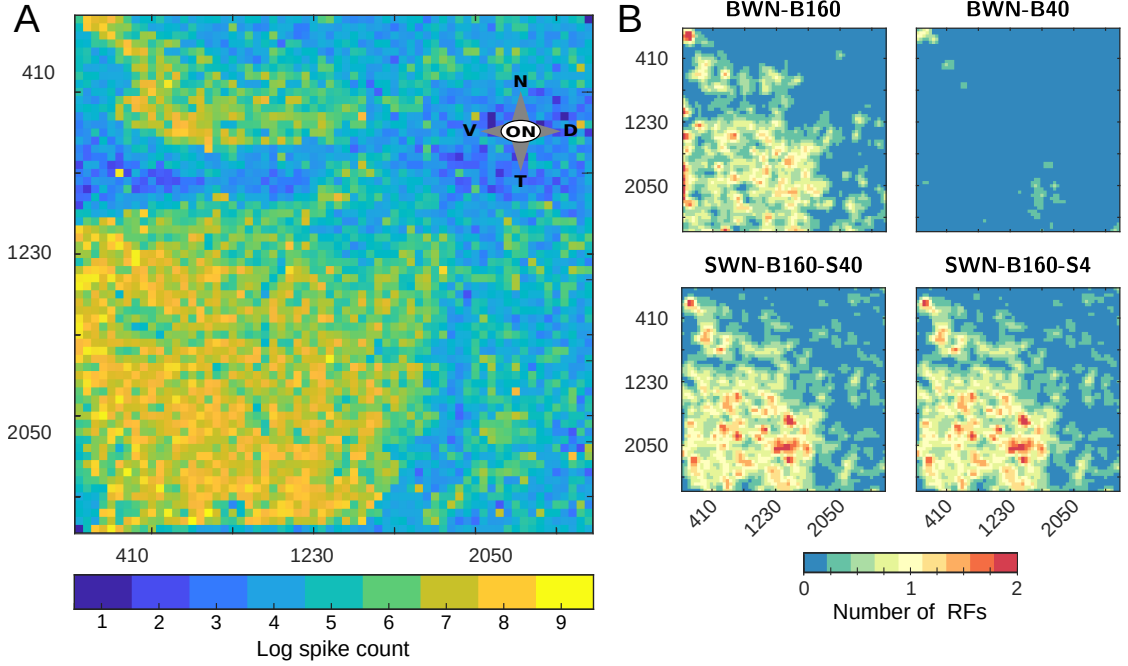 A
410
1230
2050
N
V ON D
T
410 1230 2050
1 2 3 4 5 6 7 8 9
Log spike count
B
BWN-B160 BWN-B40
410
1230
2050
SWN-B160-S40 SWN-B160-S4
410
1230
2050
410 1230 2050 410 1230 2050
0 1 2
Number of RFs